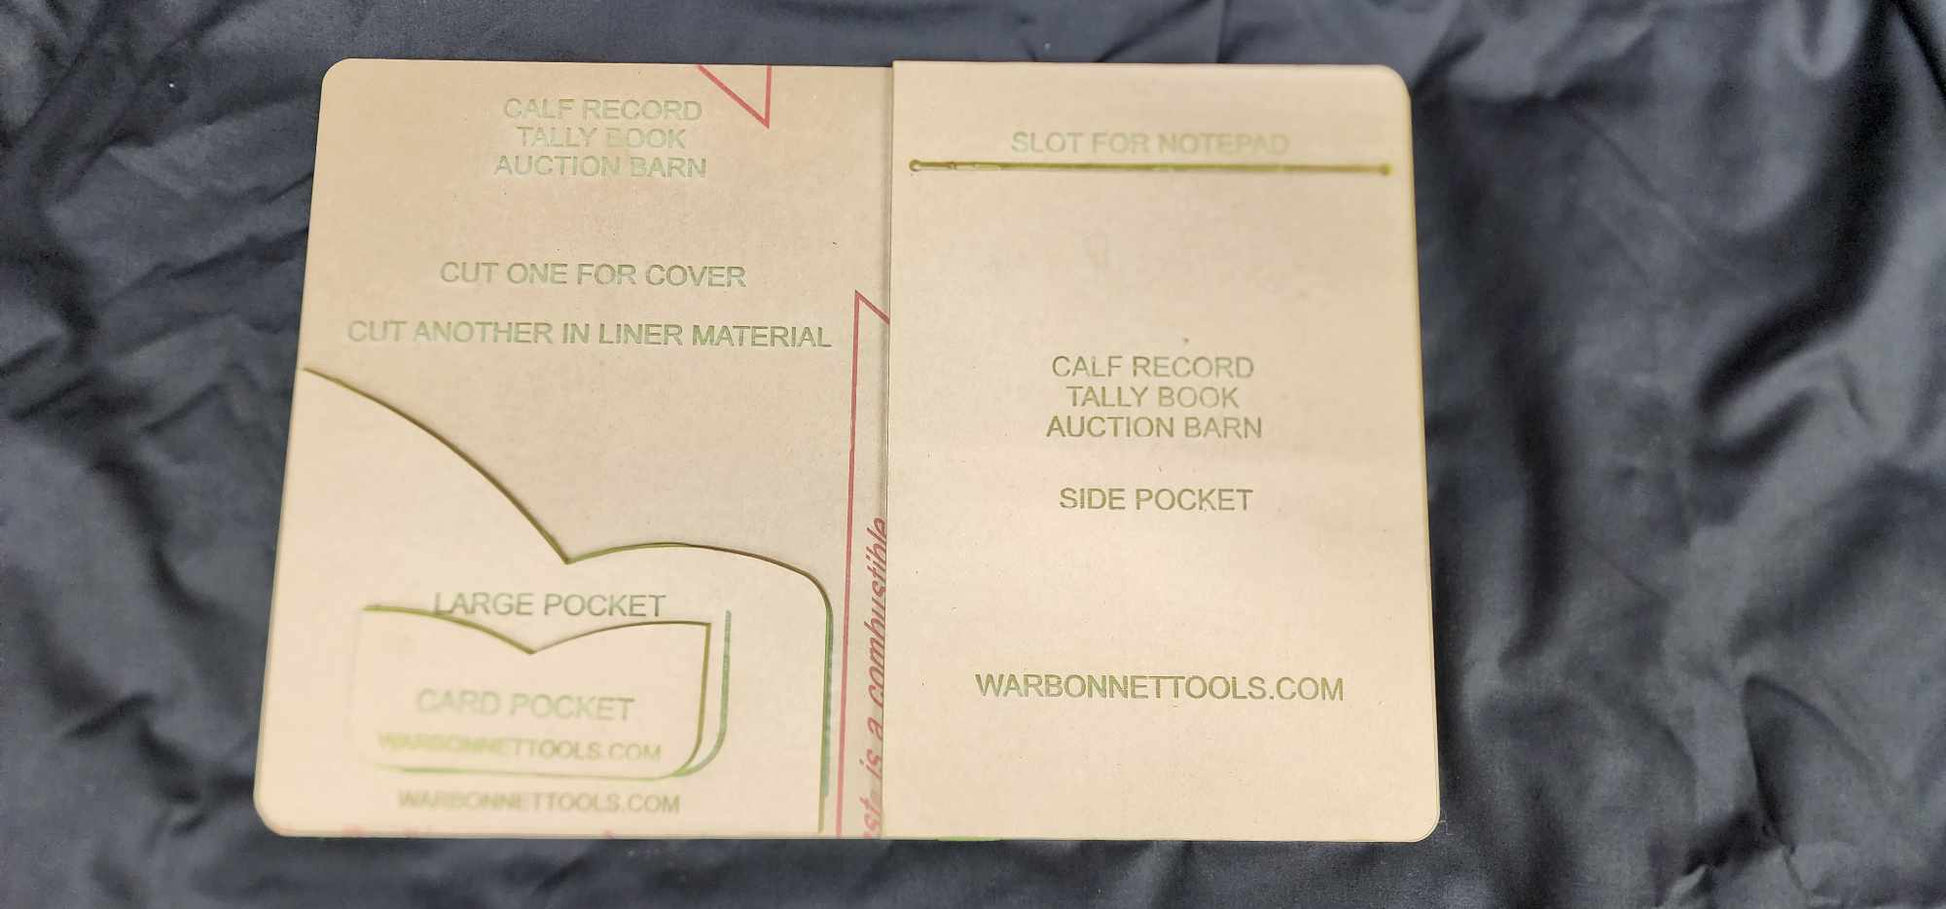 CALF RECORD
TALLY BOOK
AUCTION BARN
CUT ONE FOR COVER
CUT ANOTHER IN LINER MATERIAL
LARGE POCKET
CARD POCKET
WARBONNETTOOLS.COM
WARBONNETTOOLS.COM
is a combustible
SLOT FOR NOTEPAD
CALF RECORD
TALLY BOOK
AUCTION BARN
SIDE POCKET
WARBONNETTOOLS.COM